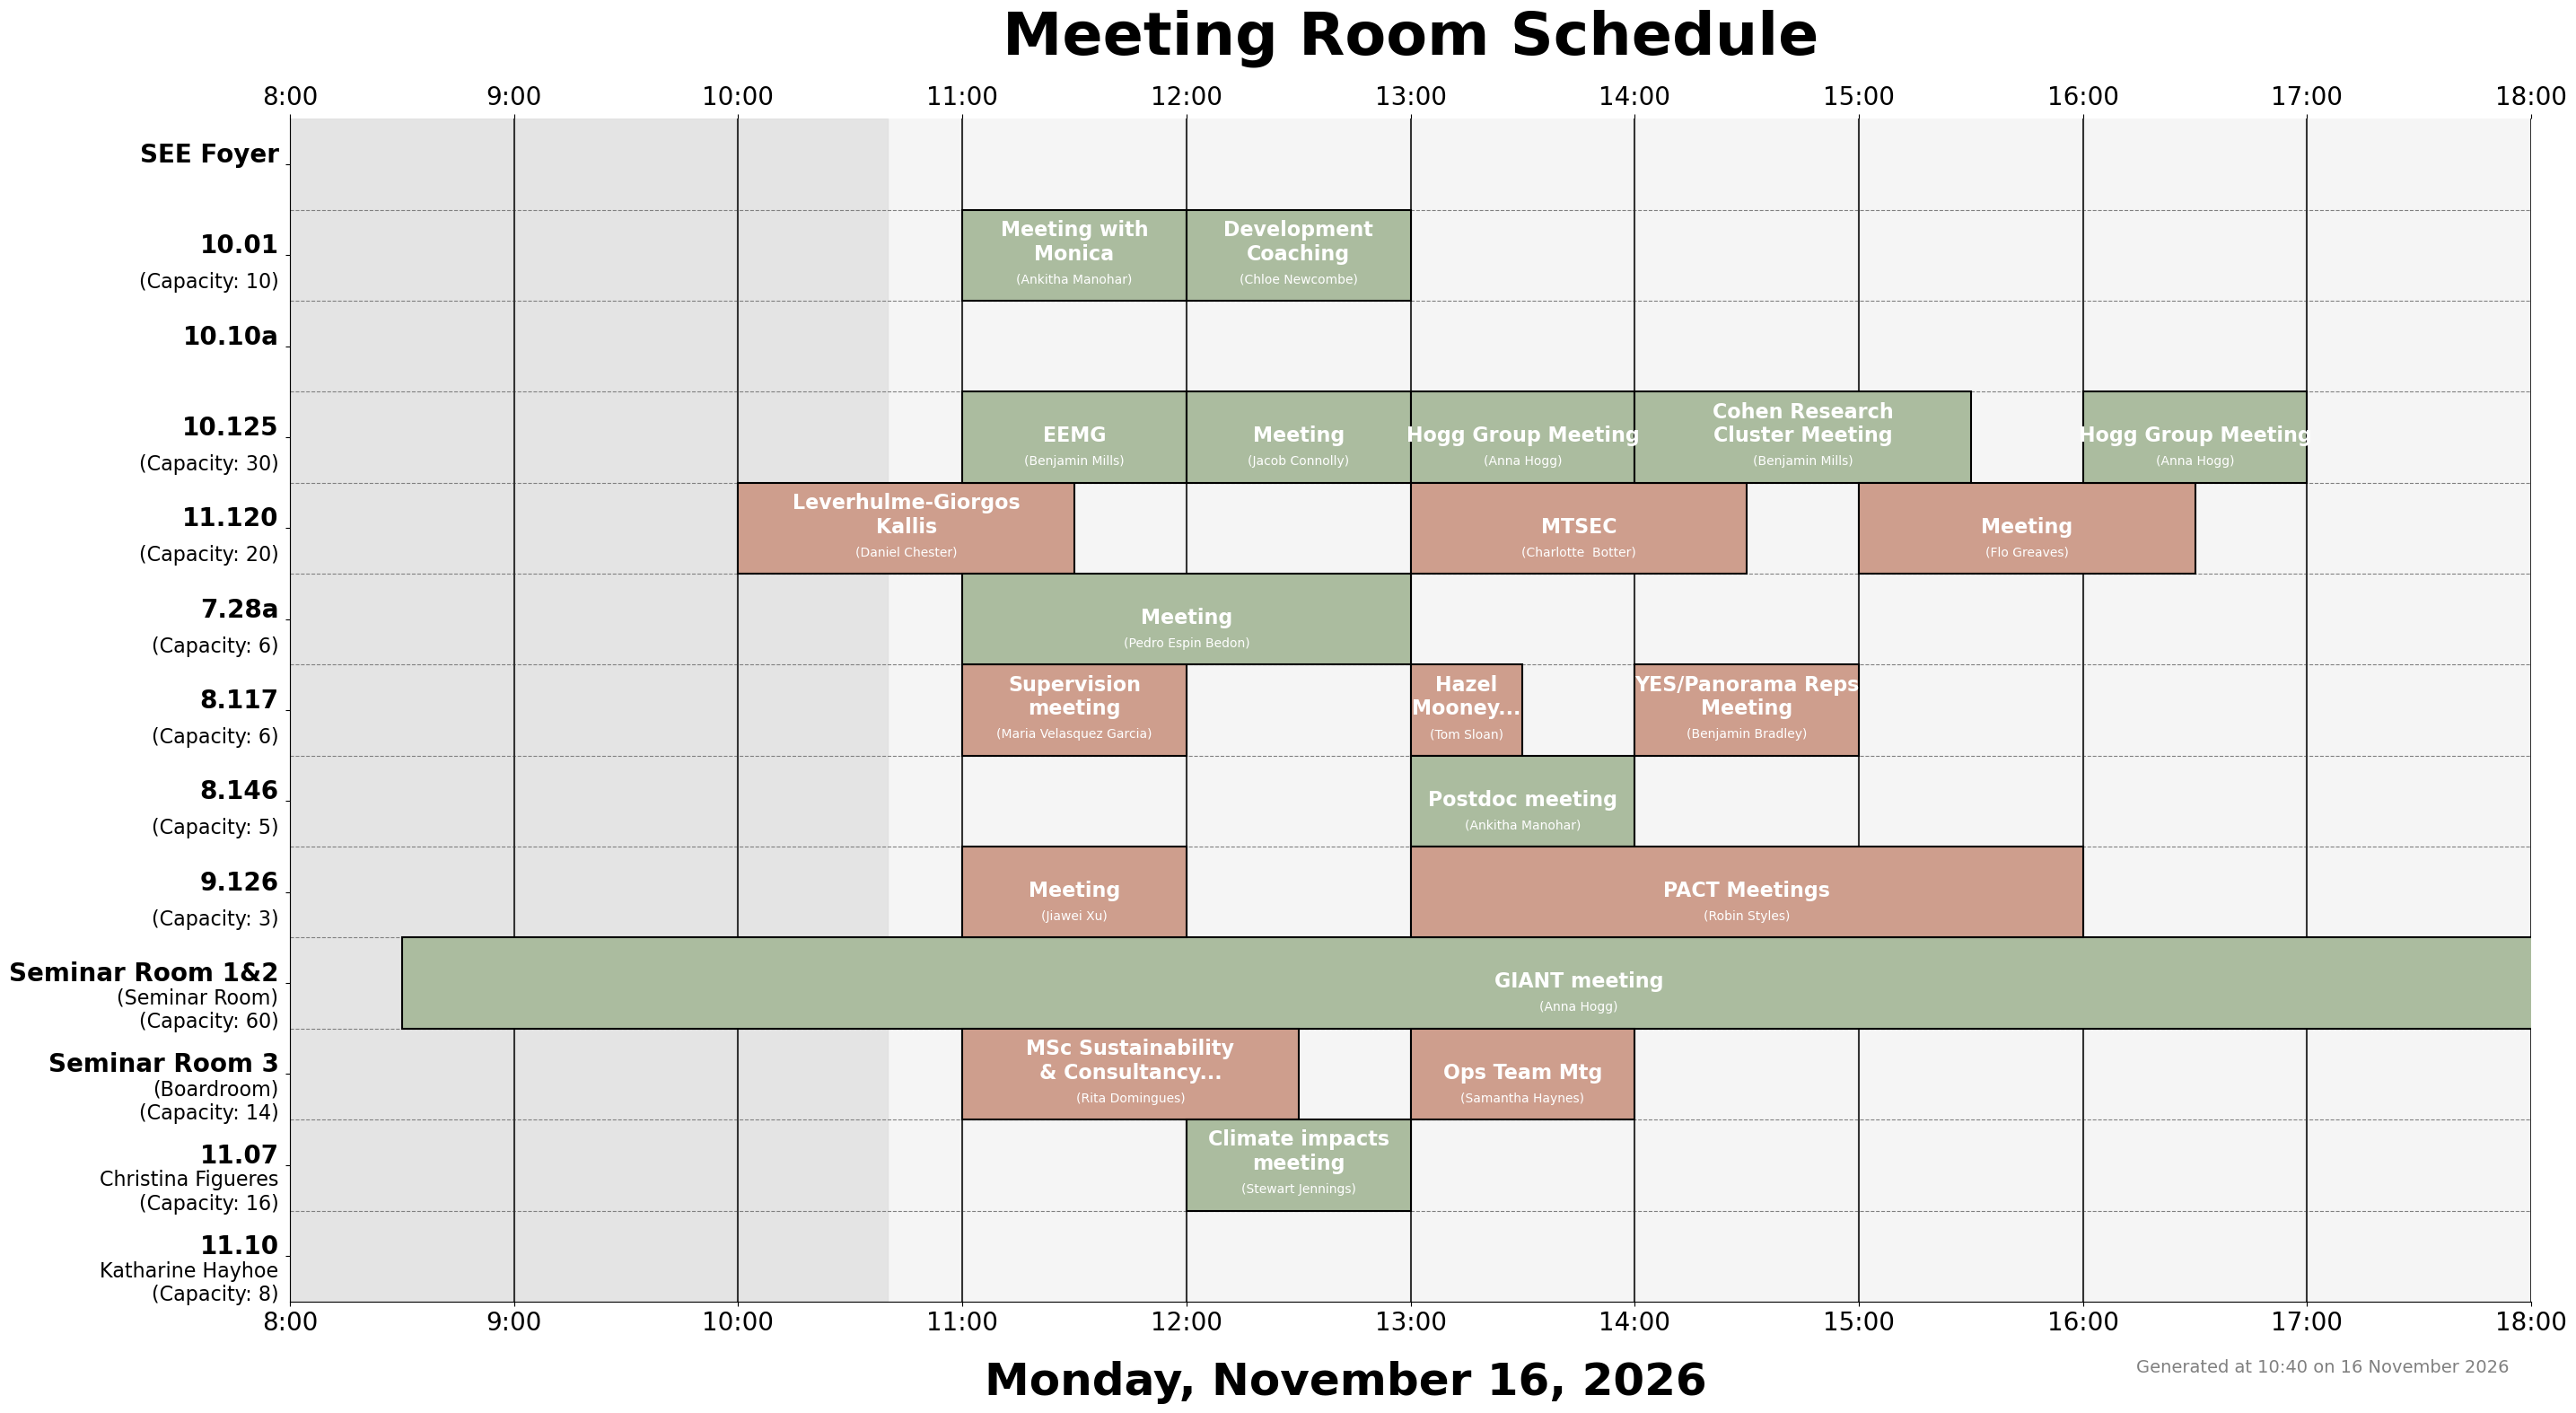 Meeting Room Schedule
8:00 9:00 10:00 11:00 12:00 13:00 14:00 15:00 16:00 17:00 18:00
SEE Foyer
10.01
(Capacity: 10)
Meeting with
Monica
(Ankitha Manohar)
Development
Coaching
(Chloe Newcombe)
10.10a
10.125
(Capacity: 30)
EEMG
(Benjamin Mills)
Meeting
(Jacob Connolly)
Hogg Group Meeting
(Anna Hogg)
Cohen Research
Cluster Meeting
(Benjamin Mills)
Hogg Group Meeting
(Anna Hogg)
11.120
(Capacity: 20)
Leverhulme-Giorgos
Kallis
(Daniel Chester)
MTSEC
(Charlotte  Botter)
Meeting
(Flo Greaves)
7.28a
(Capacity: 6)
Meeting
(Pedro Espin Bedon)
8.117
(Capacity: 6)
Supervision
meeting
(Maria Velasquez Garcia)
Hazel
Mooney...
(Tom Sloan)
YES/Panorama Reps
Meeting
(Benjamin Bradley)
8.146
(Capacity: 5)
Postdoc meeting
(Ankitha Manohar)
9.126
(Capacity: 3)
Meeting
(Jiawei Xu)
PACT Meetings
(Robin Styles)
Seminar Room 1&2
(Seminar Room)
(Capacity: 60)
GIANT meeting
(Anna Hogg)
Seminar Room 3
(Boardroom)
(Capacity: 14)
MSc Sustainability
& Consultancy...
(Rita Domingues)
Ops Team Mtg
(Samantha Haynes)
11.07
Christina Figueres
(Capacity: 16)
Climate impacts
meeting
(Stewart Jennings)
11.10
Katharine Hayhoe
(Capacity: 8)
8:00 9:00 10:00 11:00 12:00 13:00 14:00 15:00 16:00 17:00 18:00
Monday, November 16, 2026
Generated at 10:40 on 16 November 2026